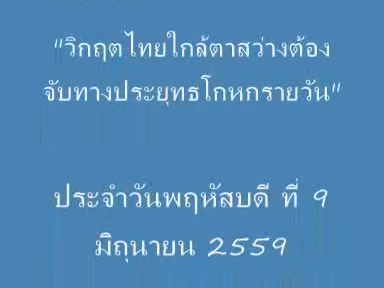 "วิกฤตไทยใกล้ตาสว่างต้อง
จับทางประยุทธโกหกรายวัน"
ประจำวันพฤหัสบดี ที่ 9
มิถุนายน 2559